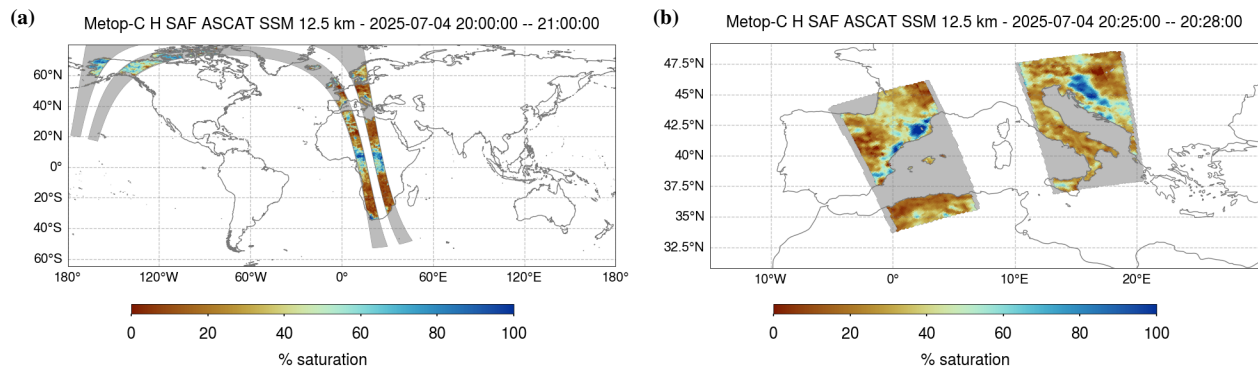 (a)
Metop-C H SAF ASCAT SSM 12.5 km - 2025-07-04 20:00:00 -- 21:00:00
60°N
40°N
20°N
0°
20°S
40°S
60°S
180° 120°W 60°W 0° 60°E 120°E 180°
0 20 40 60 80 100
% saturation
(b)
Metop-C H SAF ASCAT SSM 12.5 km - 2025-07-04 20:25:00 -- 20:28:00
47.5°N
45°N
42.5°N
40°N
37.5°N
35°N
32.5°N
10°W 0° 10°E 20°E
0 20 40 60 80 100
% saturation